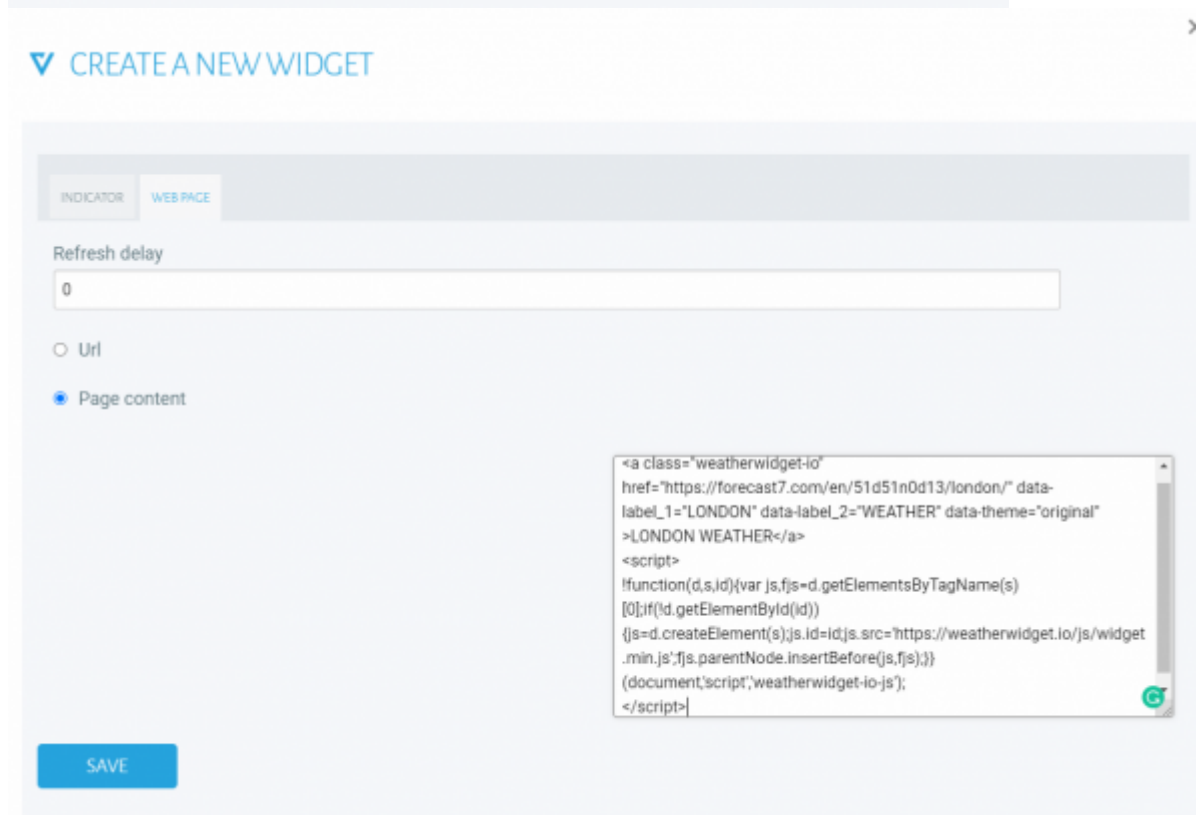 CREATE A NEW WIDGET
INDICATOR WEB PAGE
Refresh delay
0
Url
Page content
<a class="weatherwidget-io"
href="https://forecast7.com/en/51d51n0d13/london/" data-
label_1="LONDON" data-label_2="WEATHER" data-theme="original"
>LONDON WEATHER</a>
<script>
!function(d,s,id){var js,fjs=d.getElementsByTagName(s)
[0];if(!d.getElementById(id))
{js=d.createElement(s);js.id=id;js.src='https://weatherwidget.io/js/widget
.min.js';fjs.parentNode.insertBefore(js,fjs);}}
(document,'script','weatherwidget-io-js');
</script>
SAVE